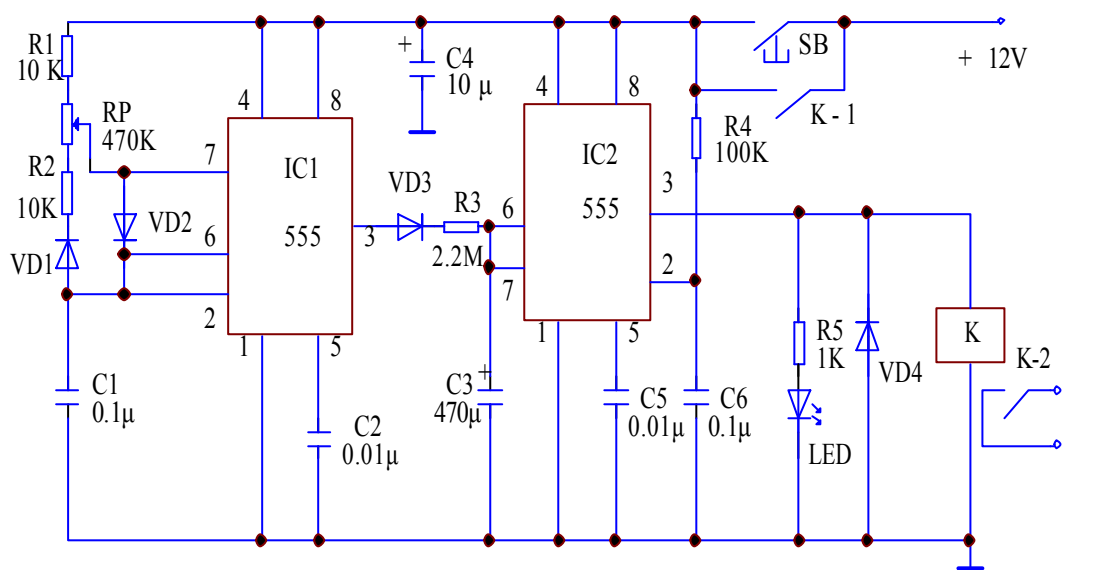 R1
10 K
RP
470K
R2
10K
VD1
VD2
C1
0.1μ
4
8
7
IC1
555
6
3
2
1
5
C2
0.01μ
+
C4
10 μ
VD3
R3
2.2M
+
C3
470μ
4
8
IC2
555
6
3
7
2
1
5
C5
0.01μ
C6
0.1μ
R4
100K
SB
K - 1
+ 12V
R5
1K
LED
VD4
K
K-2